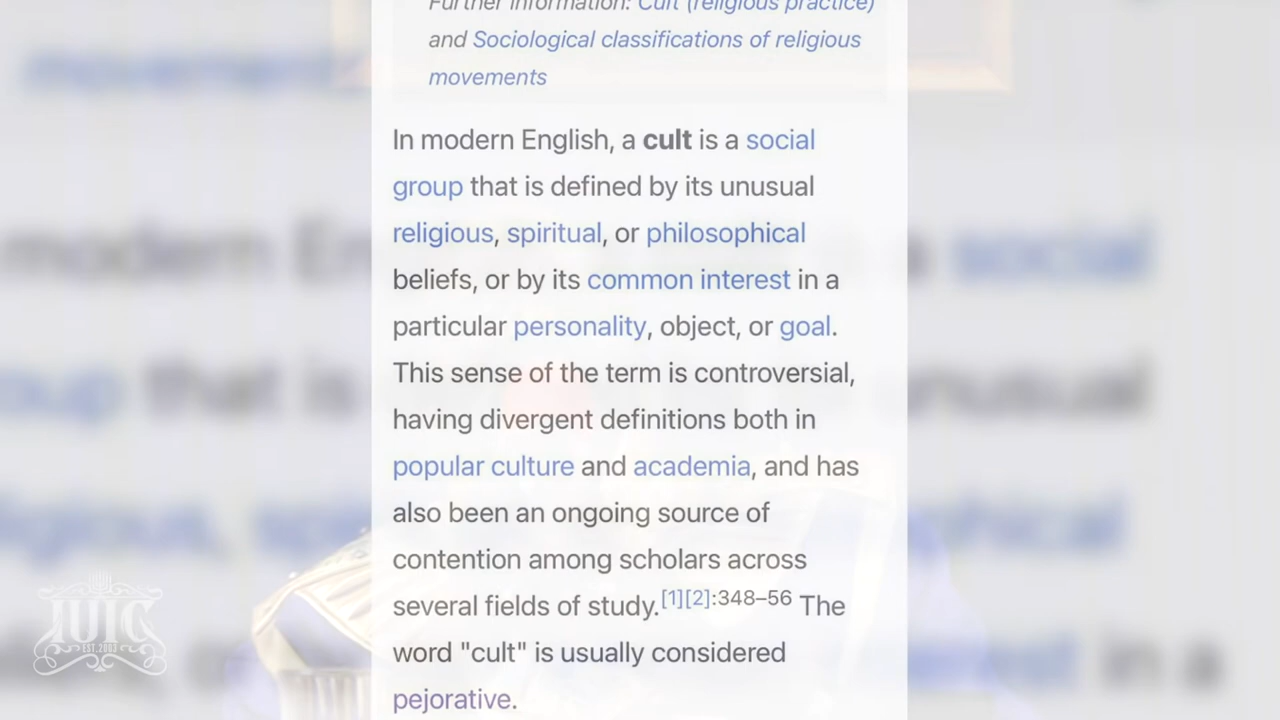 Further information: Cult (religious practice)
and Sociological classifications of religious
movements
In modern English, a cult is a social
group that is defined by its unusual
religious, spiritual, or philosophical
beliefs, or by its common interest in a
particular personality, object, or goal.
This sense of the term is controversial,
having divergent definitions both in
popular culture and academia, and has
also been an ongoing source of
contention among scholars across
several fields of study.[1][2]:348–56 The
word "cult" is usually considered
pejorative.
IUIC
EST. 2003